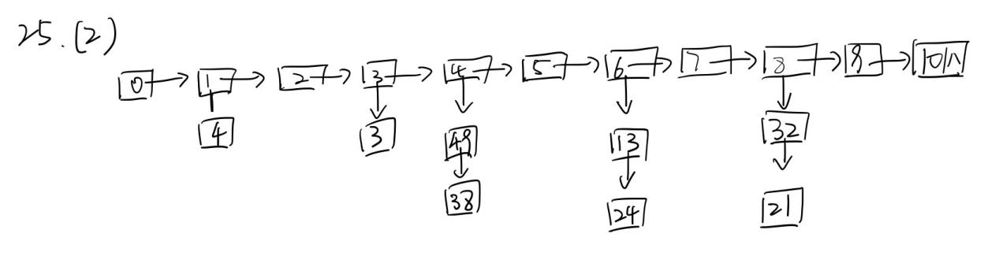 25.(2)
0 → 1 → 2 → 3 → 4 → 5 → 6 → 7 → 8 → 9 → 10 ∧
4 3 49 13 32
38 24 21